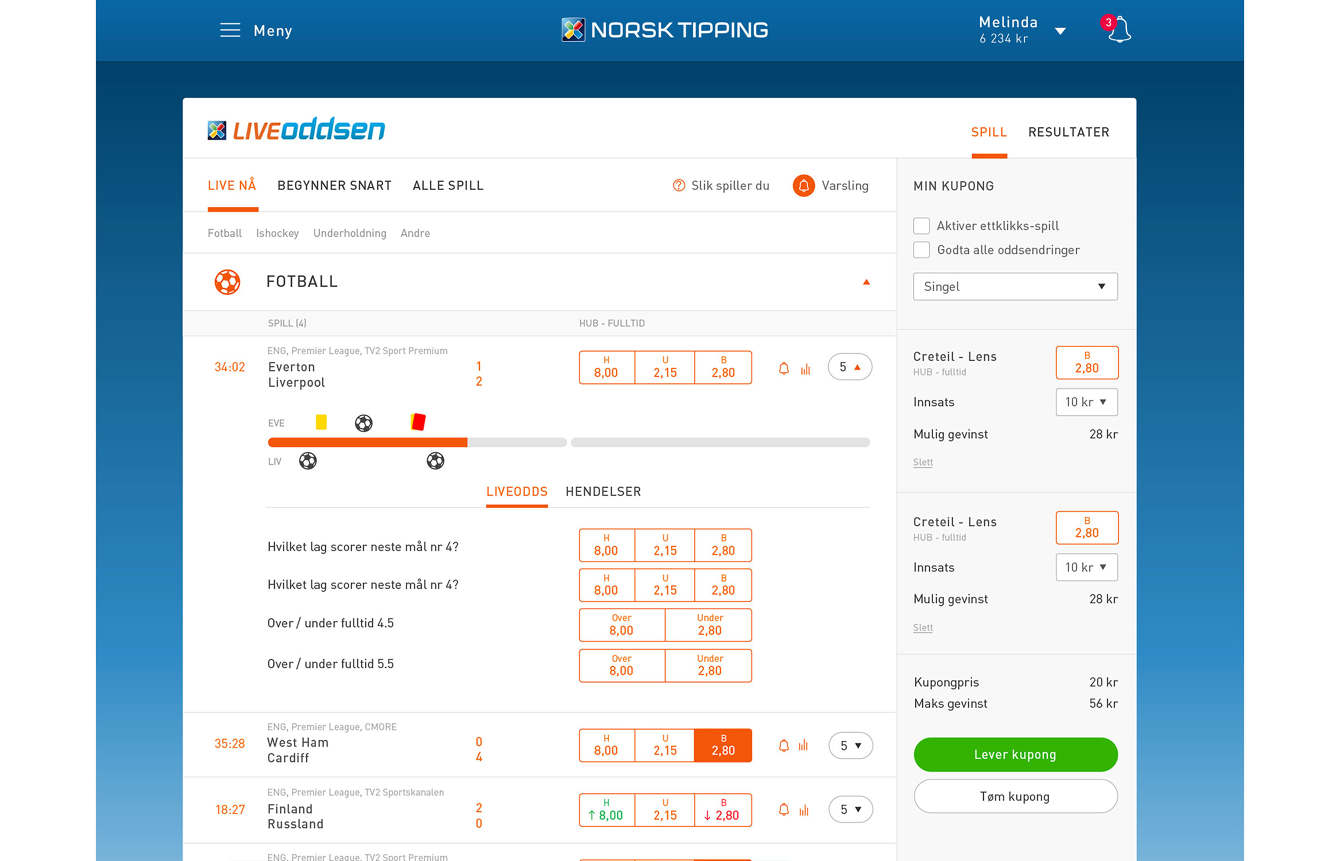 Meny
NORSK TIPPING
Melinda
6 234 kr
3
LIVEoddsen
SPILL RESULTATER
LIVE NÅ BEGYNNER SNART ALLE SPILL
Slik spiller du Varsling
Fotball Ishockey Underholdning Andre
FOTBALL
SPILL (4) HUB - FULLTID
ENG, Premier League, TV2 Sport Premium
34:02
Everton 1
Liverpool 2
H U B
8,00 2,15 2,80
5
EVE
LIV
LIVEODDS HENDELSER
Hvilket lag scorer neste mål nr 4?
H U B
8,00 2,15 2,80
Hvilket lag scorer neste mål nr 4?
H U B
8,00 2,15 2,80
Over / under fulltid 4.5
Over Under
8,00 2,80
Over / under fulltid 5.5
Over Under
8,00 2,80
ENG, Premier League, CMORE
35:28
West Ham 0
Cardiff 4
H U B
8,00 2,15 2,80
5
ENG, Premier League, TV2 Sportskanalen
18:27
Finland 2
Russland 0
H U B
↑ 8,00 2,15 ↓ 2,80
5
ENG, Premier League, TV2 Sport Premium
MIN KUPONG
Aktiver ettklikks-spill
Godta alle oddsendringer
Singel
Creteil - Lens
HUB - fulltid
B
2,80
Innsats 10 kr
Mulig gevinst 28 kr
Slett
Creteil - Lens
HUB - fulltid
B
2,80
Innsats 10 kr
Mulig gevinst 28 kr
Slett
Kupongpris 20 kr
Maks gevinst 56 kr
Lever kupong
Tøm kupong